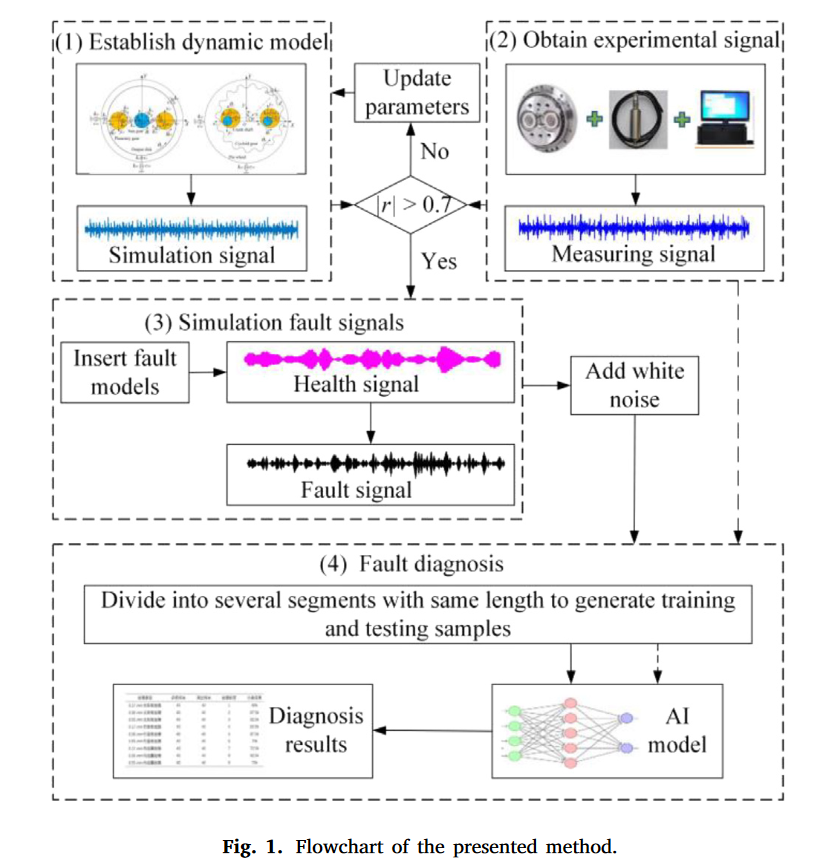 (1) Establish dynamic model
(2) Obtain experimental signal
Update
parameters
No
|r| > 0.7
Yes
Simulation signal
Measuring signal
(3) Simulation fault signals
Insert fault
models
Health signal
Fault signal
Add white
noise
(4) Fault diagnosis
Divide into several segments with same length to generate training
and testing samples
Diagnosis
results
AI
model
Fig. 1. Flowchart of the presented method.